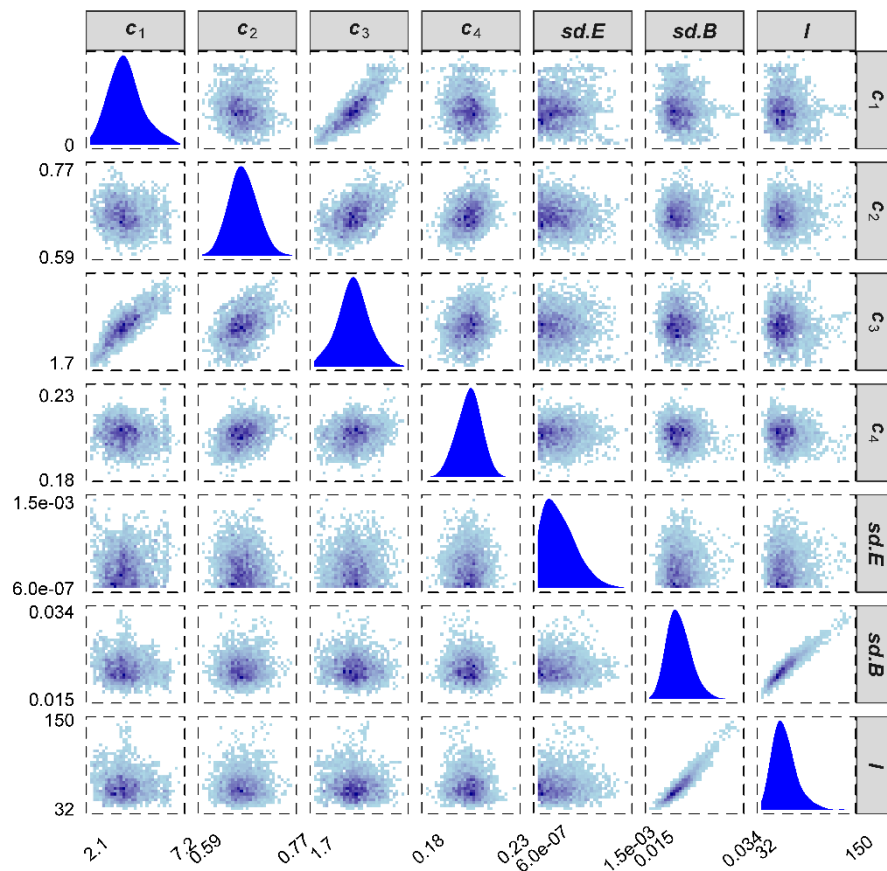 c1 c2 c3 c4 sd.E sd.B l
c1
0
0.77
c2
0.59
c3
1.7
0.23
c4
0.18
1.5e-03
sd.E
6.0e-07
0.034
sd.B
0.015
150
l
32
2.1 7.2 0.59 0.77 1.7 0.18 0.23 6.0e-07 1.5e-03 0.015 0.034 32 150